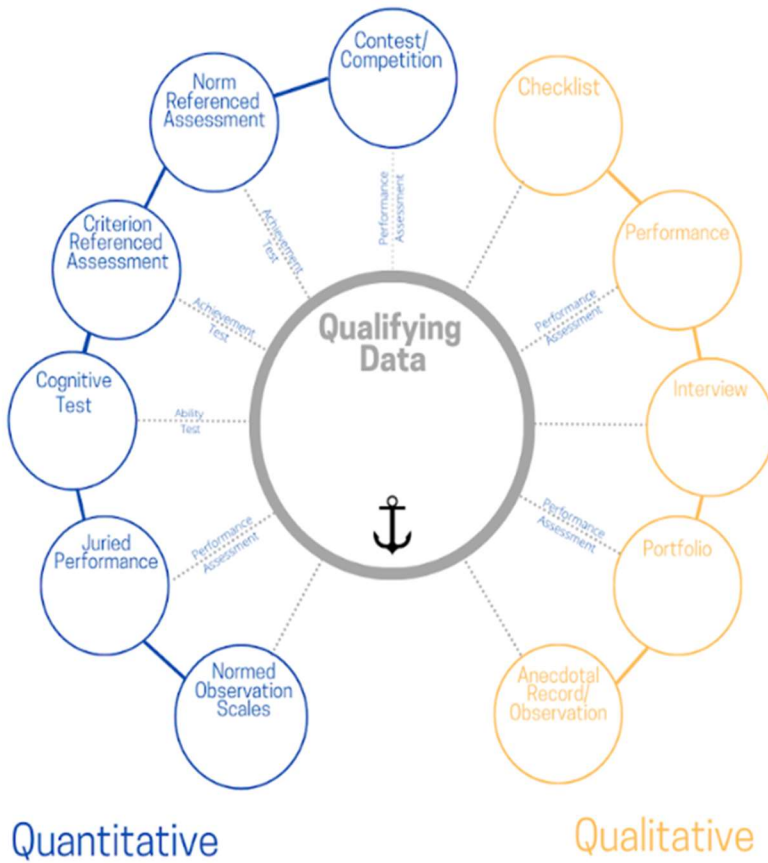 Contest/
Competition
Norm
Referenced
Assessment
Checklist
Criterion
Referenced
Assessment
Performance
Performance
Assessment
Achievement
Test
Achievement
Test
Performance
Assessment
Qualifying
Data
Cognitive
Test
Ability
Test
Interview
Juried
Performance
Performance
Assessment
Performance
Assessment
Portfolio
Normed
Observation
Scales
Anecdotal
Record/
Observation
Quantitative
Qualitative